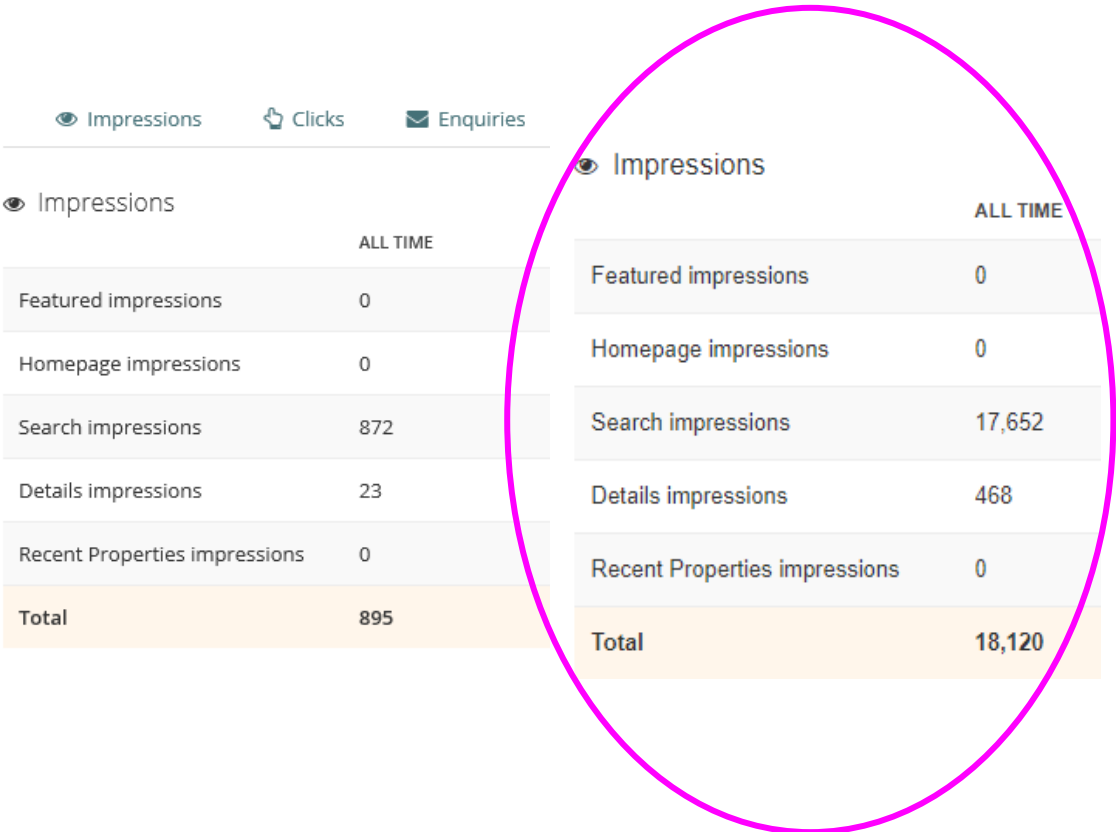 Impressions Clicks Enquiries
Impressions
ALL TIME
Featured impressions 0
Homepage impressions 0
Search impressions 872
Details impressions 23
Recent Properties impressions 0
Total 895
Impressions
ALL TIME
Featured impressions 0
Homepage impressions 0
Search impressions 17,652
Details impressions 468
Recent Properties impressions 0
Total 18,120